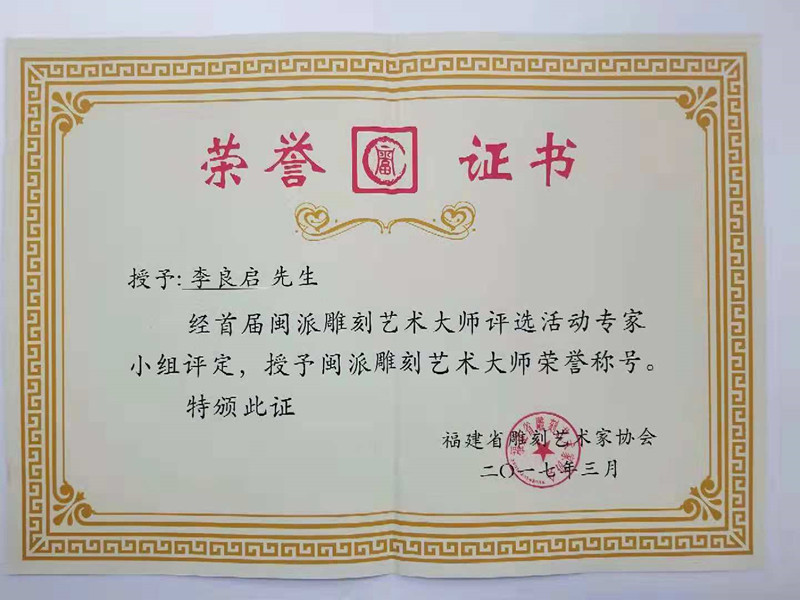 荣誉证书
授予:李良启先生
经首届闽派雕刻艺术大师评选活动专家
小组评定，授予闽派雕刻艺术大师荣誉称号。
特颁此证
福建省雕刻艺术家协会
二〇一七年三月